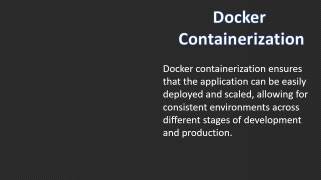 Docker
Containerization
Docker containerization ensures
that the application can be easily
deployed and scaled, allowing for
consistent environments across
different stages of development
and production.